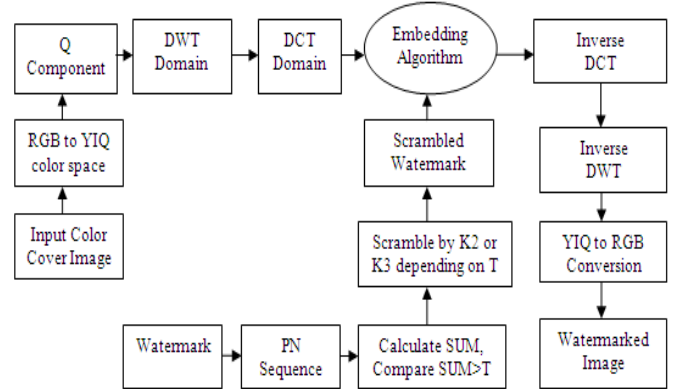 Q
Component
DWT
Domain
DCT
Domain
Embedding
Algorithm
Inverse
DCT
RGB to YIQ
color space
Scrambled
Watermark
Inverse
DWT
Input Color
Cover Image
Scramble by K2 or
K3 depending on T
YIQ to RGB
Conversion
Watermark
PN
Sequence
Calculate SUM,
Compare SUM>T
Watermarked
Image